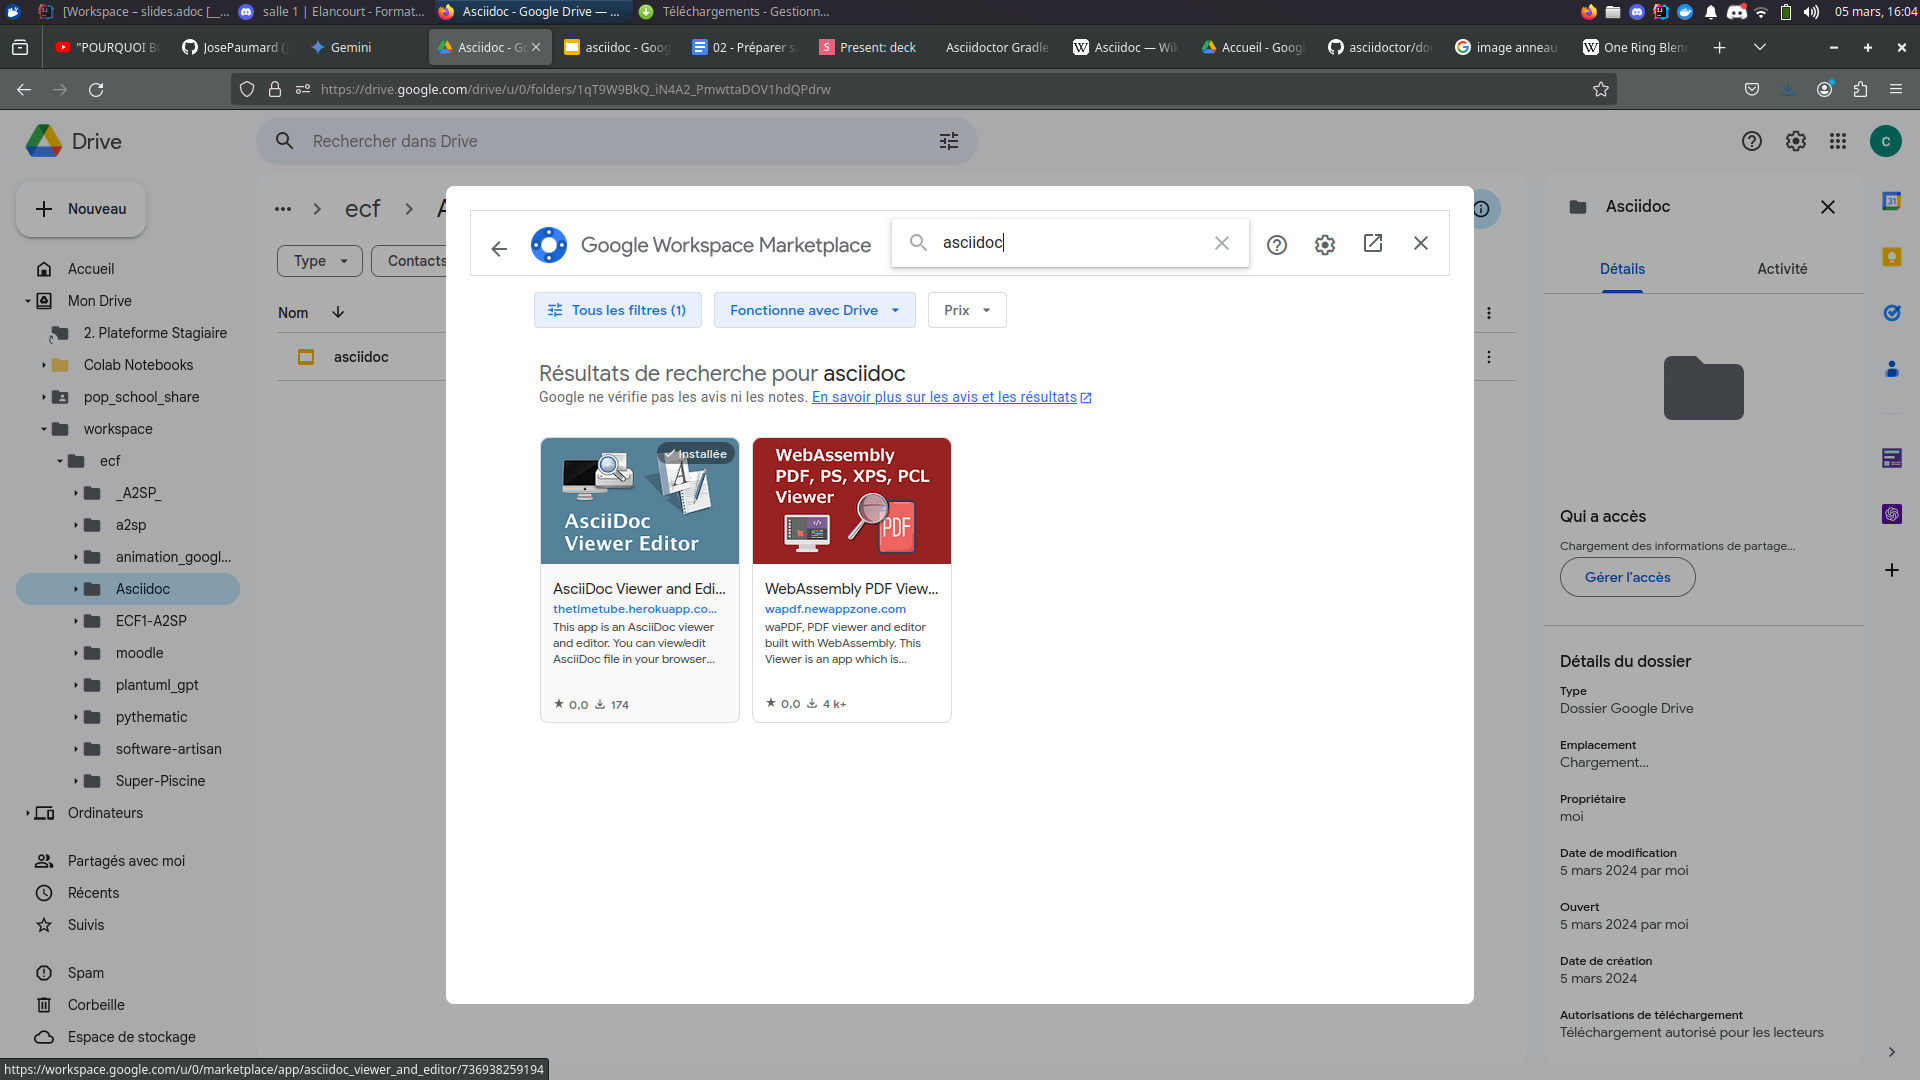 [Workspace – slides.adoc [__...
salle 1 | Elancourt - Format...
Asciidoc - Google Drive — ...
Téléchargements - Gestionn...
05 mars, 16:04
"POURQUOI B
JosePaumard (
Gemini
Asciidoc - Go
asciidoc - Goog
02 - Préparer s
Present: deck
Asciidoctor Gradle
Asciidoc — Wik
Accueil - Googl
asciidoctor/doc
image anneau
One Ring Blen
https://drive.google.com/drive/u/0/folders/1qT9W9BkQ_iN4A2_PmwttaDOV1hdQPdrw
Drive
Rechercher dans Drive
C
Nouveau
Accueil
Mon Drive
2. Plateforme Stagiaire
Colab Notebooks
pop_school_share
workspace
ecf
_A2SP_
a2sp
animation_googl...
Asciidoc
ECF1-A2SP
moodle
plantuml_gpt
pythematic
software-artisan
Super-Piscine
Ordinateurs
Partagés avec moi
Récents
Suivis
Spam
Corbeille
Espace de stockage
https://workspace.google.com/u/0/marketplace/app/asciidoc_viewer_and_editor/736938259194
ecf
Type
Contacts
Nom
asciidoc
Google Workspace Marketplace
asciidoc
Tous les filtres (1)
Fonctionne avec Drive
Prix
Résultats de recherche pour asciidoc
Google ne vérifie pas les avis ni les notes. En savoir plus sur les avis et les résultats
Installée
AsciiDoc
Viewer Editor
AsciiDoc Viewer and Edi...
thetimetube.herokuapp.co...
This app is an AsciiDoc viewer
and editor. You can view/edit
AsciiDoc file in your browser...
0,0 174
WebAssembly
PDF, PS, XPS, PCL
Viewer
PDF
WebAssembly PDF View...
wapdf.newappzone.com
waPDF, PDF viewer and editor
built with WebAssembly. This
Viewer is an app which is...
0,0 4 k+
Asciidoc
Détails
Activité
Qui a accès
Chargement des informations de partage...
Gérer l'accès
Détails du dossier
Type
Dossier Google Drive
Emplacement
Chargement...
Propriétaire
moi
Date de modification
5 mars 2024 par moi
Ouvert
5 mars 2024 par moi
Date de création
5 mars 2024
Autorisations de téléchargement
Téléchargement autorisé pour les lecteurs
31